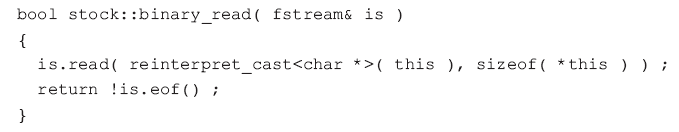 bool stock::binary_read( fstream& is )
{
  is.read( reinterpret_cast<char *>( this ), sizeof( *this ) ) ;
  return !is.eof() ;
}